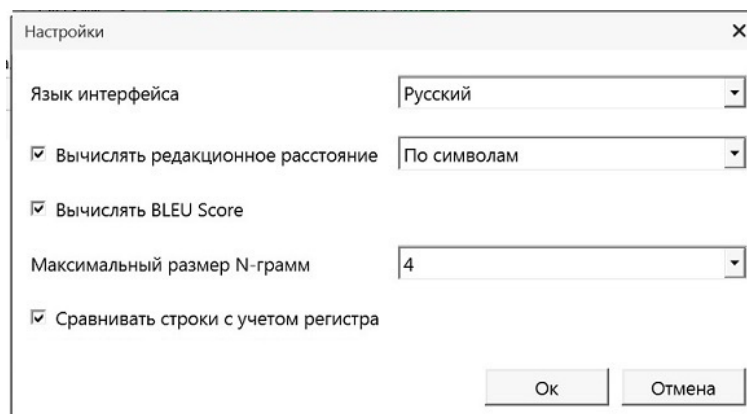 Настройки
Язык интерфейса
Русский
Вычислять редакционное расстояние
По символам
Вычислять BLEU Score
Максимальный размер N-грамм
4
Сравнивать строки с учетом регистра
Ок
Отмена